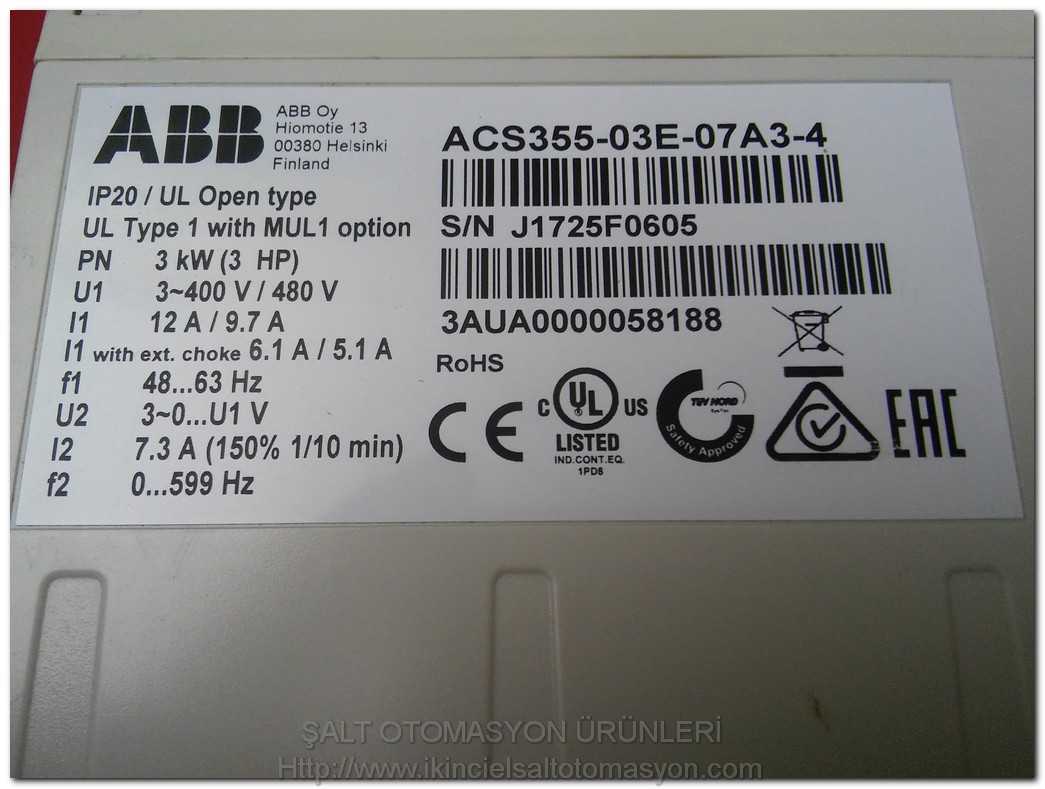 ABB
ABB Oy
Hiomotie 13
00380 Helsinki
Finland
IP20 / UL Open type
UL Type 1 with MUL1 option
PN 3 kW (3 HP)
U1 3~400 V / 480 V
I1 12 A / 9.7 A
I1 with ext. choke 6.1 A / 5.1 A
f1 48...63 Hz
U2 3~0...U1 V
I2 7.3 A (150% 1/10 min)
f2 0...599 Hz
ACS355-03E-07A3-4
S/N J1725F0605
3AUA0000058188
RoHS
CE
C UL US
LISTED
IND.CONT.EQ.
1PD8
TÜV NORD
SysTec
Safety Approved
EAC
ŞALT OTOMASYON ÜRÜNLERİ
Http://www.ikincielsaltotomasyon.com